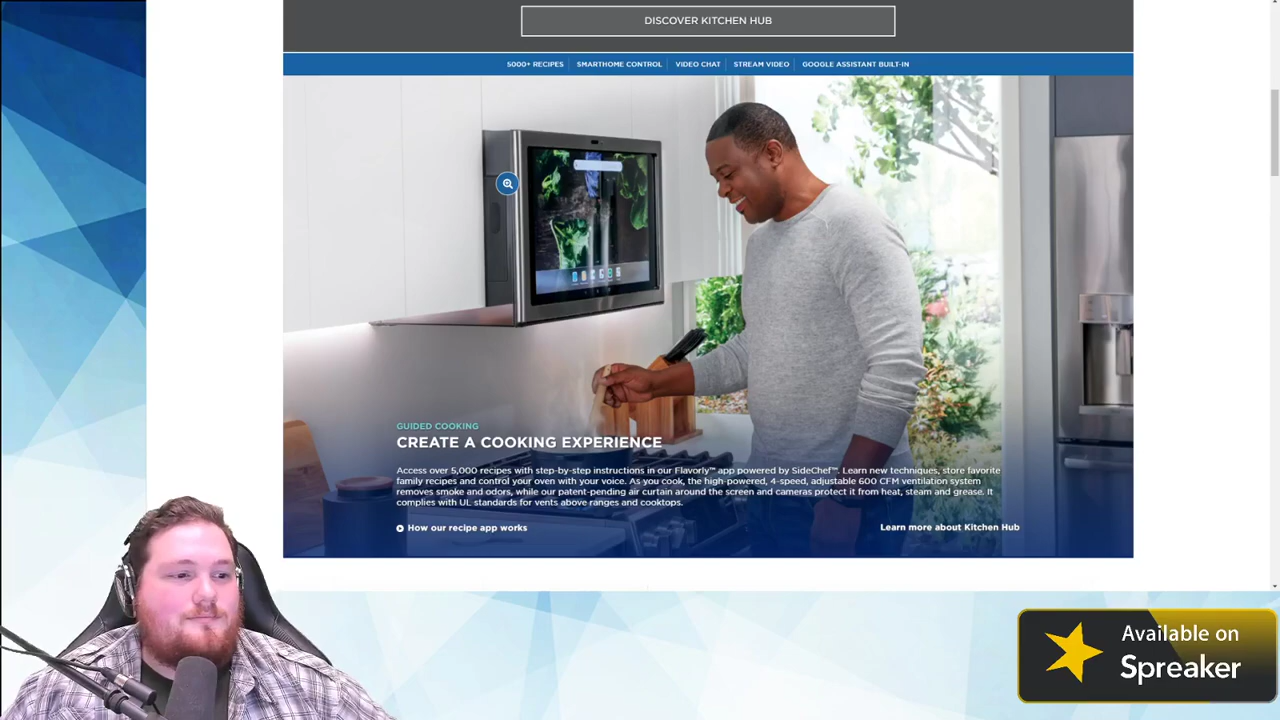 DISCOVER KITCHEN HUB
5000+ RECIPES SMARTHOME CONTROL VIDEO CHAT STREAM VIDEO GOOGLE ASSISTANT BUILT-IN
GUIDED COOKING
CREATE A COOKING EXPERIENCE
Access over 5,000 recipes with step-by-step instructions in our Flavorly™ app powered by SideChef™. Learn new techniques, store favorite
family recipes and control your oven with your voice. As you cook, the high-powered, 4-speed, adjustable 600 CFM ventilation system
removes smoke and odors, while our patent-pending air curtain around the screen and cameras protect it from heat, steam and grease. It
complies with UL standards for vents above ranges and cooktops.
How our recipe app works
Learn more about Kitchen Hub
Available on
Spreaker